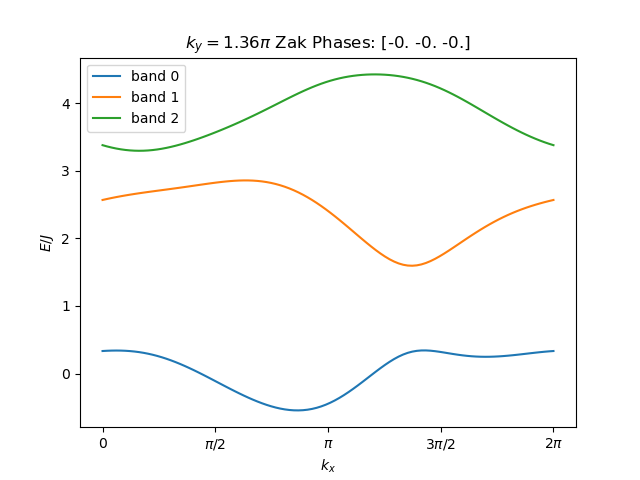 $k_y = 1.36\pi$ Zak Phases: [-0. -0. -0.]
band 0
band 1
band 2
E/J
4
3
2
1
0
0
π/2
π
3π/2
2π
$k_x$